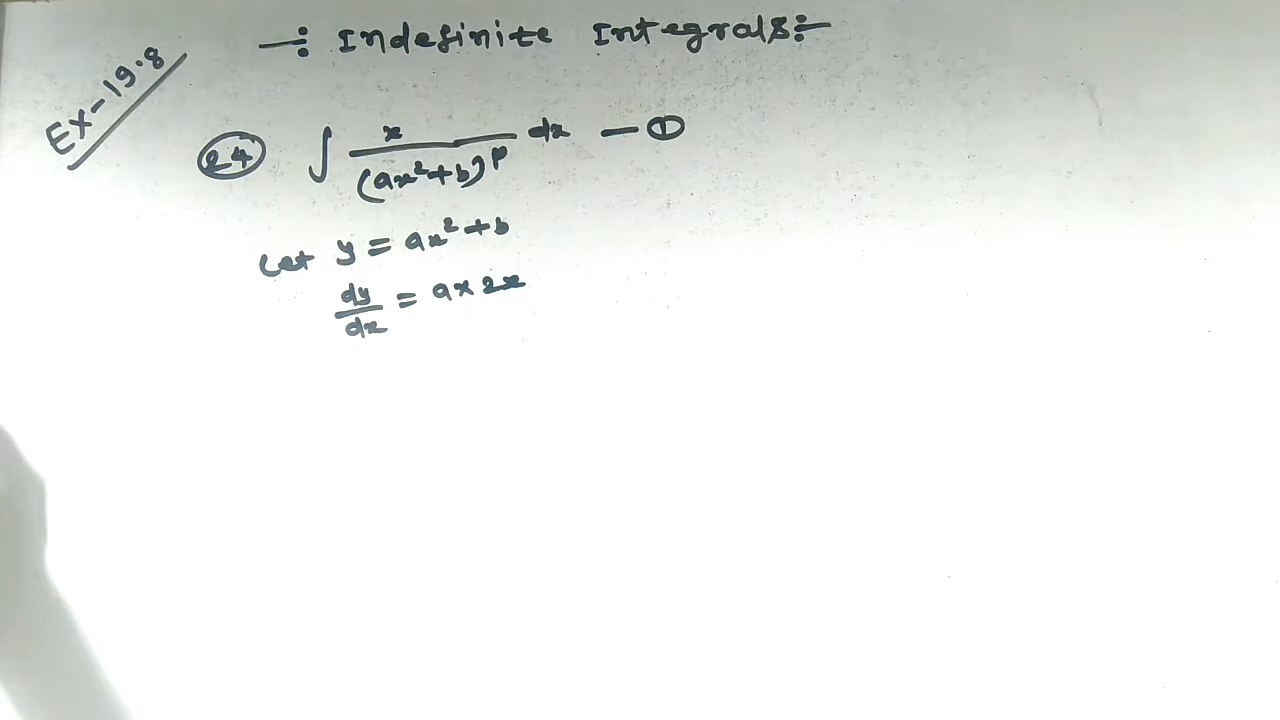 -: Indefinite Integrals:-
Ex-19.8
24 ∫ x/(ax²+b)^p dx — ①
Let y = ax²+b
dy/dx = a×2x